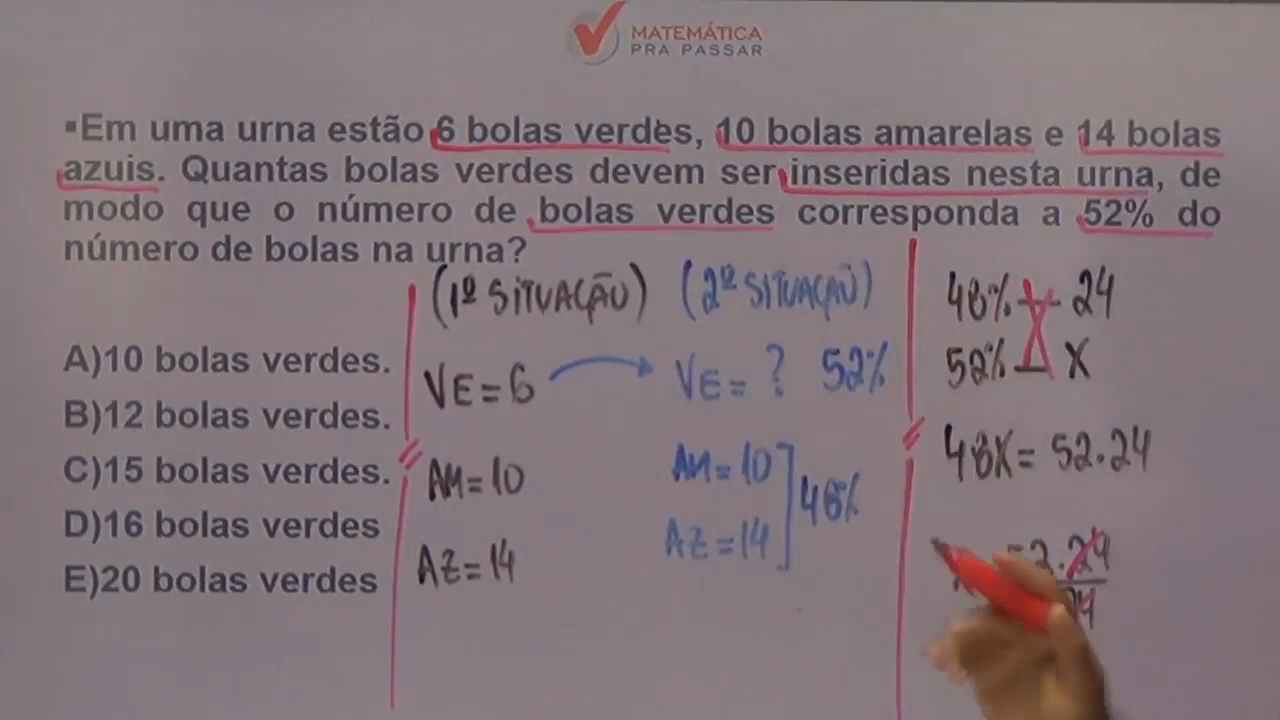 MATEMÁTICA
PRA PASSAR
▪Em uma urna estão 6 bolas verdes, 10 bolas amarelas e 14 bolas
azuis. Quantas bolas verdes devem ser inseridas nesta urna, de
modo que o número de bolas verdes corresponda a 52% do
número de bolas na urna?
A)10 bolas verdes.
B)12 bolas verdes.
C)15 bolas verdes.
D)16 bolas verdes
E)20 bolas verdes
(1º SITUAÇÃO)
VE = 6
AM = 10
AZ = 14
(2º SITUAÇÃO)
VE = ? 52%
AM = 10
AZ = 14
48%
48% — 24
52% — X
48X = 52.24
52.24